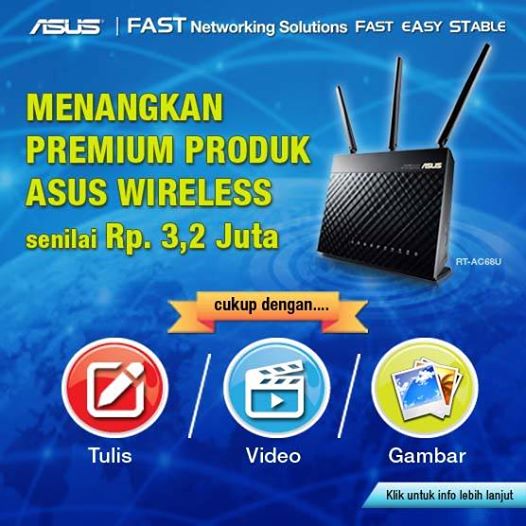 ASUS | FAST Networking Solutions FAST EASY STABLE
MENANGKAN
PREMIUM PRODUK
ASUS WIRELESS
senilai Rp. 3,2 Juta
ASUS
RT-AC68U
cukup dengan....
Tulis / Video / Gambar
Klik untuk info lebih lanjut